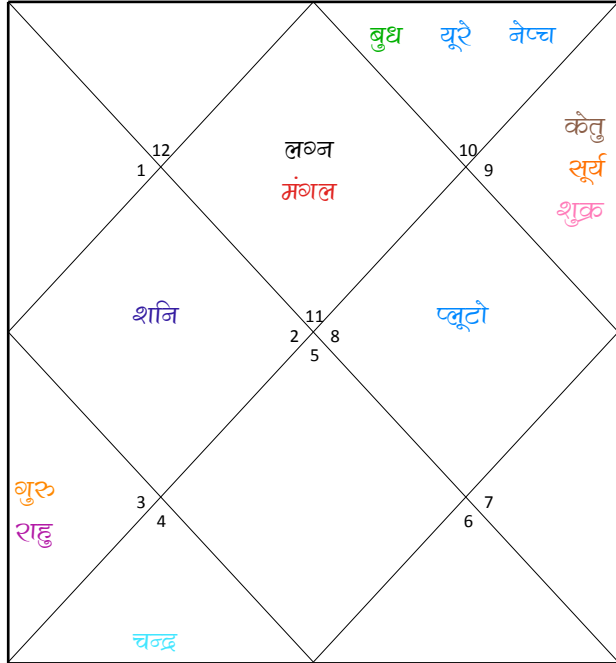 बुध यूरे नेप्च
केतु
सूर्य
शुक्र
12
1
लग्न
मंगल
10
9
शनि
11
2 8
5
प्लूटो
गुरु
राहु
3
4
7
6
चन्द्र